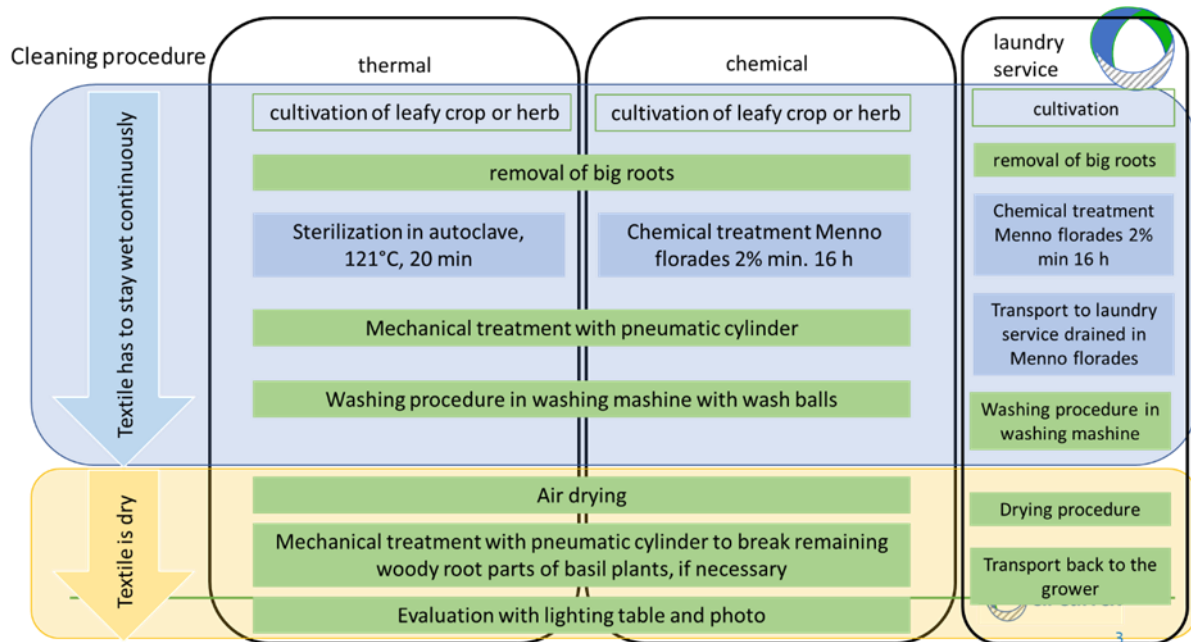 Cleaning procedure
thermal
chemical
laundry
service
Textile has to stay wet continuously
cultivation of leafy crop or herb
cultivation of leafy crop or herb
cultivation
removal of big roots
removal of big roots
Sterilization in autoclave,
121°C, 20 min
Chemical treatment Menno
florades 2% min. 16 h
Chemical treatment
Menno florades 2%
min 16 h
Mechanical treatment with pneumatic cylinder
Transport to laundry
service drained in
Menno florades
Washing procedure in washing mashine with wash balls
Washing procedure in
washing mashine
Textile is dry
Air drying
Drying procedure
Mechanical treatment with pneumatic cylinder to break remaining
woody root parts of basil plants, if necessary
Transport back to the
grower
Evaluation with lighting table and photo
3